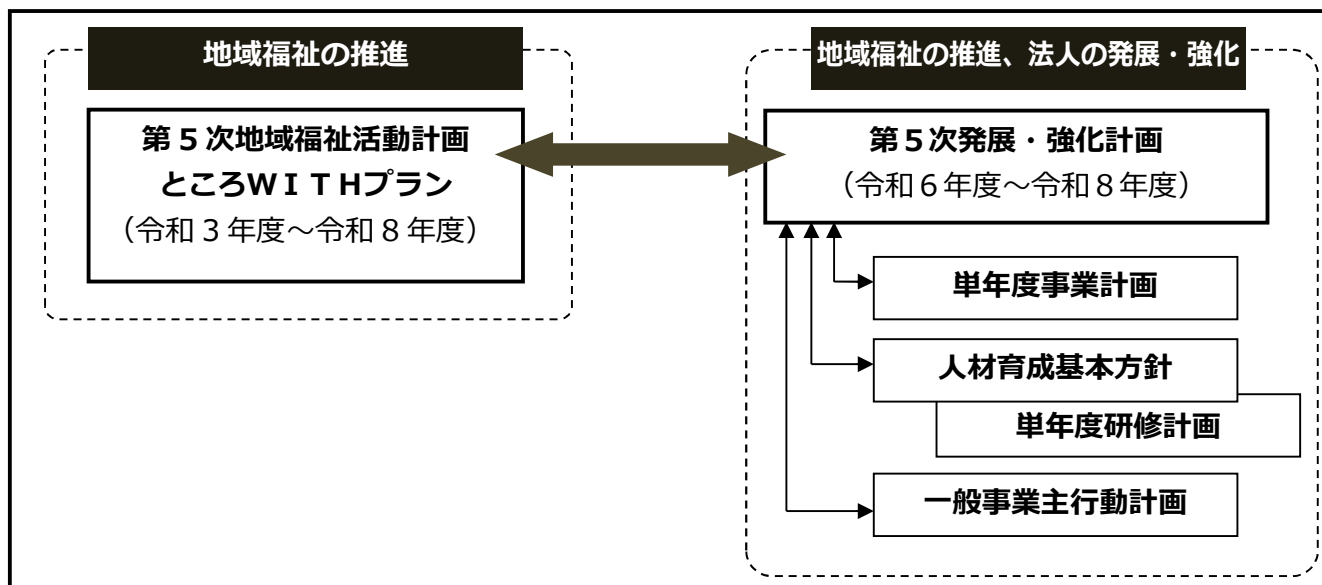 地域福祉の推進
第５次地域福祉活動計画
ところＷＩＴＨプラン
（令和３年度～令和８年度）
地域福祉の推進、法人の発展・強化
第５次発展・強化計画
（令和６年度～令和８年度）
単年度事業計画
人材育成基本方針
単年度研修計画
一般事業主行動計画